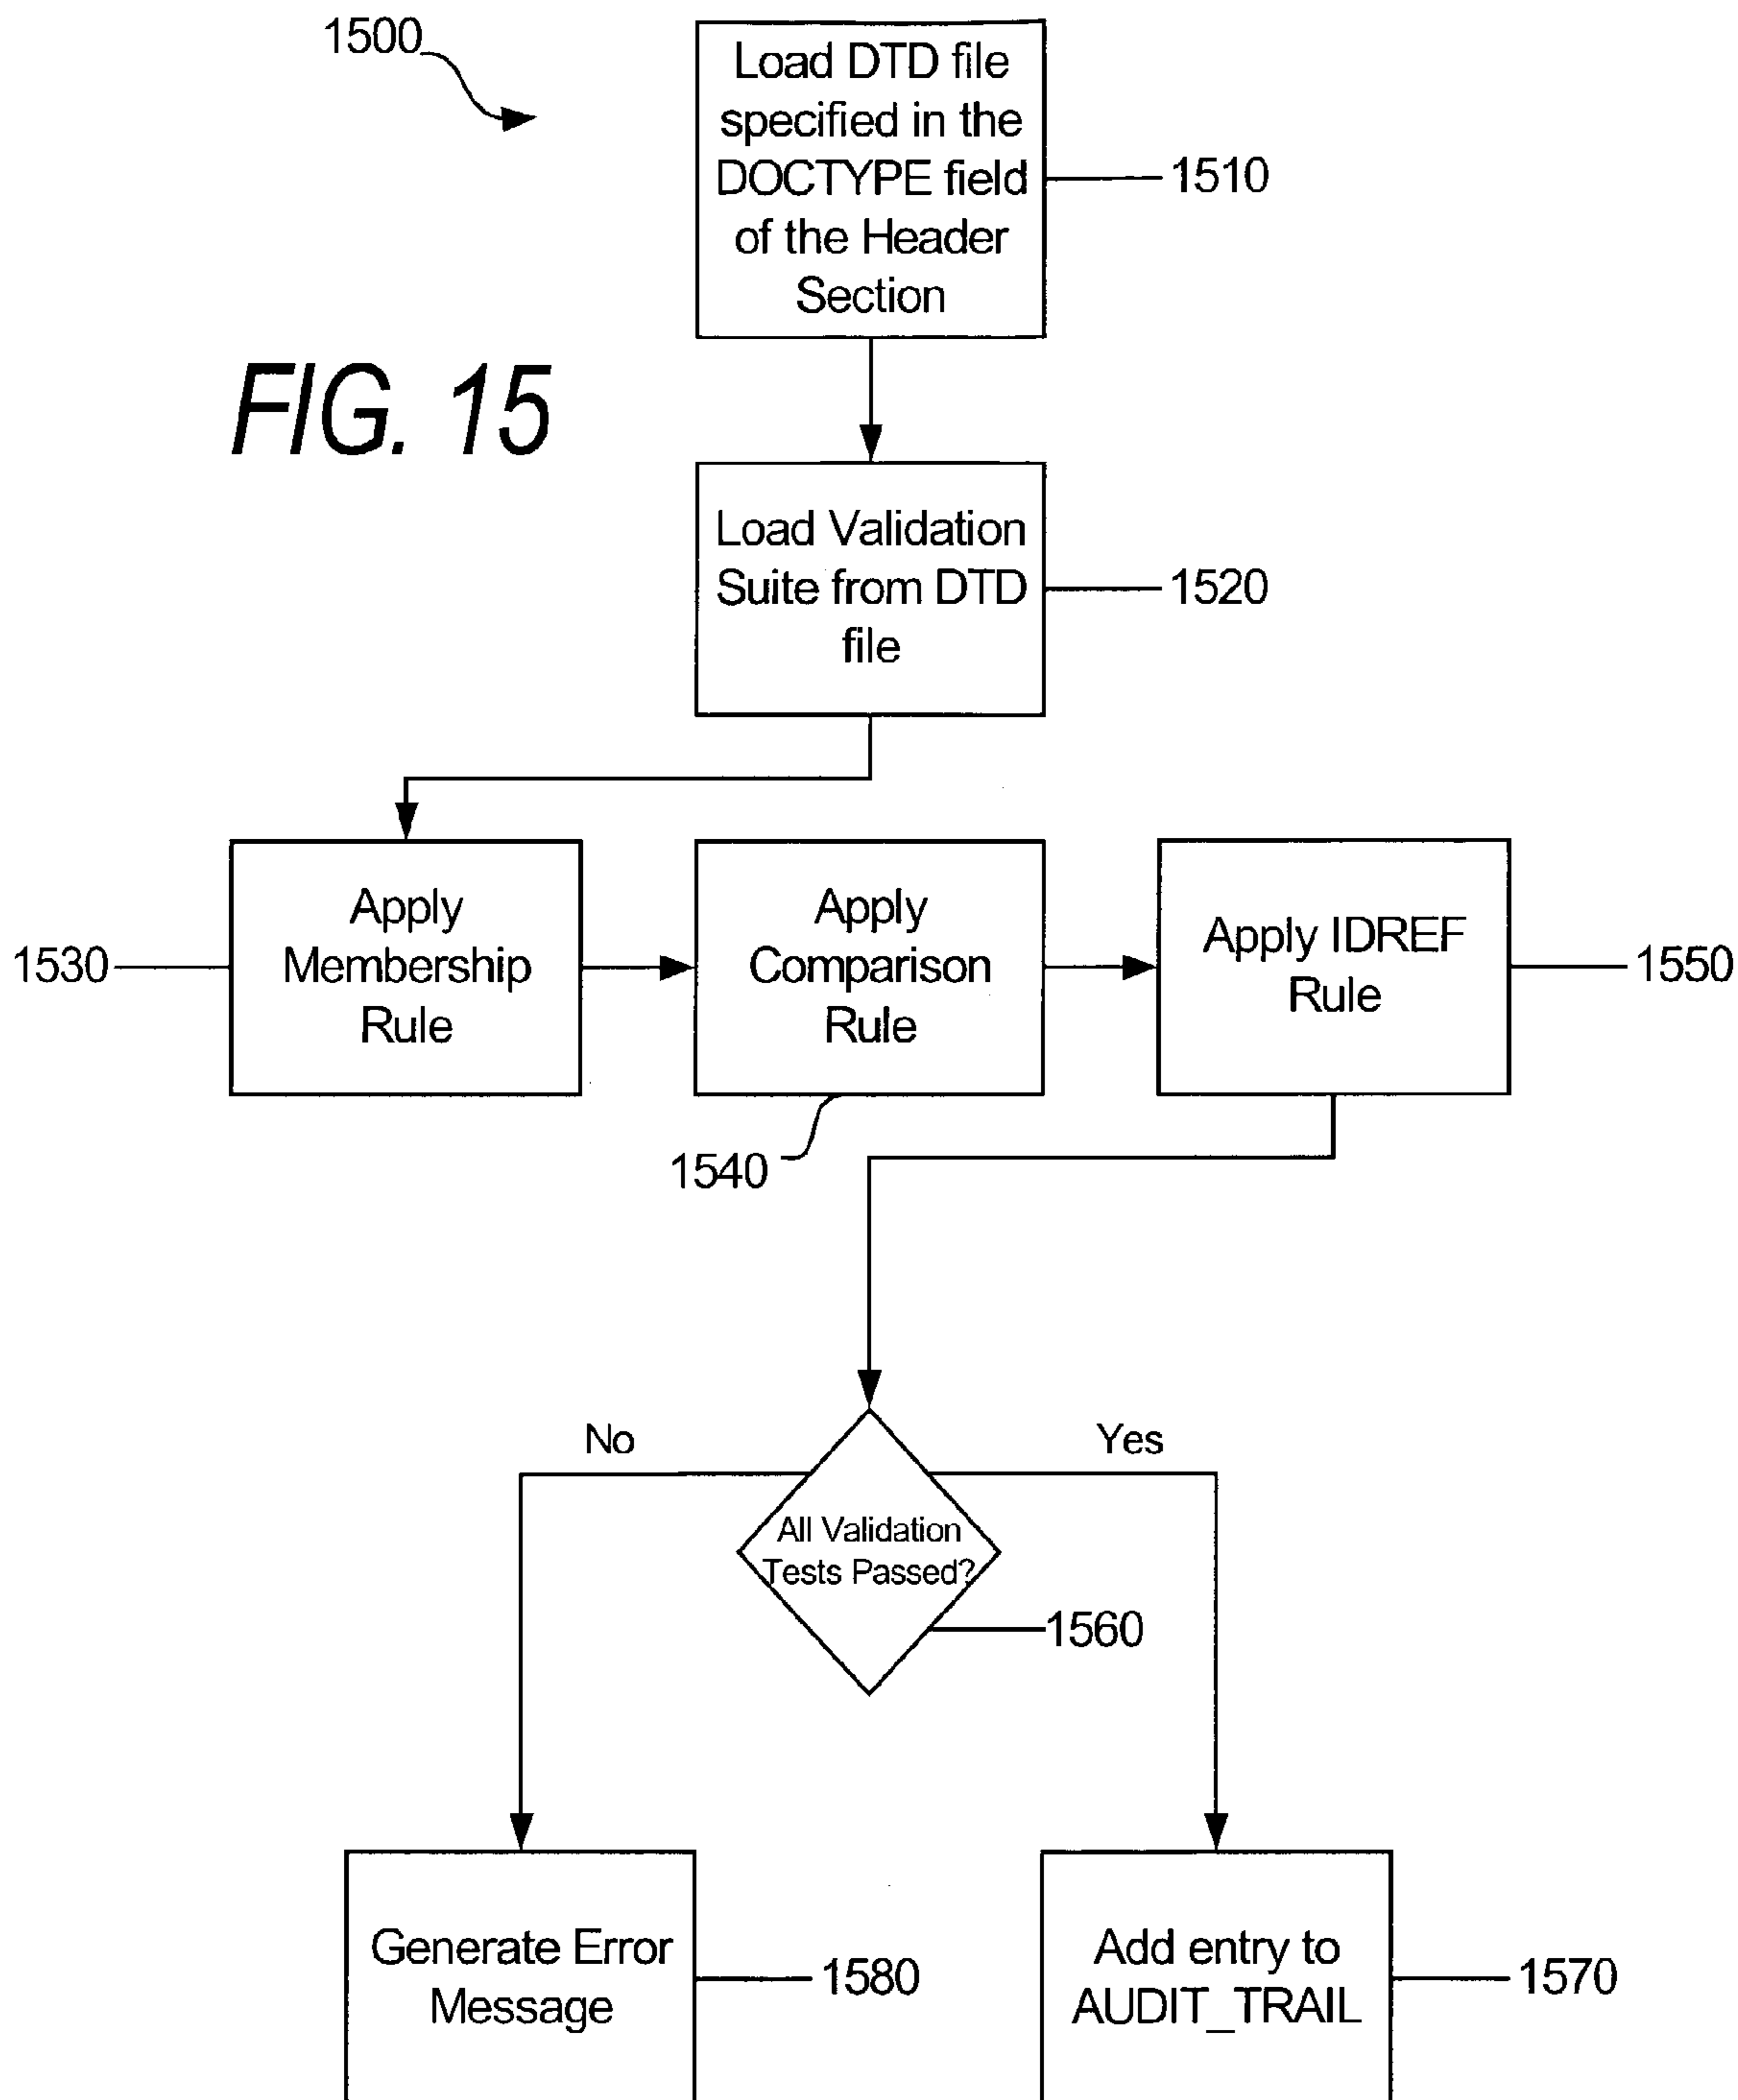 1500
Load DTD file
specified in the
DOCTYPE field
of the Header
Section
1510
FIG. 15
Load Validation
Suite from DTD
file
1520
1530
Apply
Membership
Rule
Apply
Comparison
Rule
Apply IDREF
Rule
1550
1540
No
Yes
All Validation
Tests Passed?
1560
Generate Error
Message
1580
Add entry to
AUDIT_TRAIL
1570